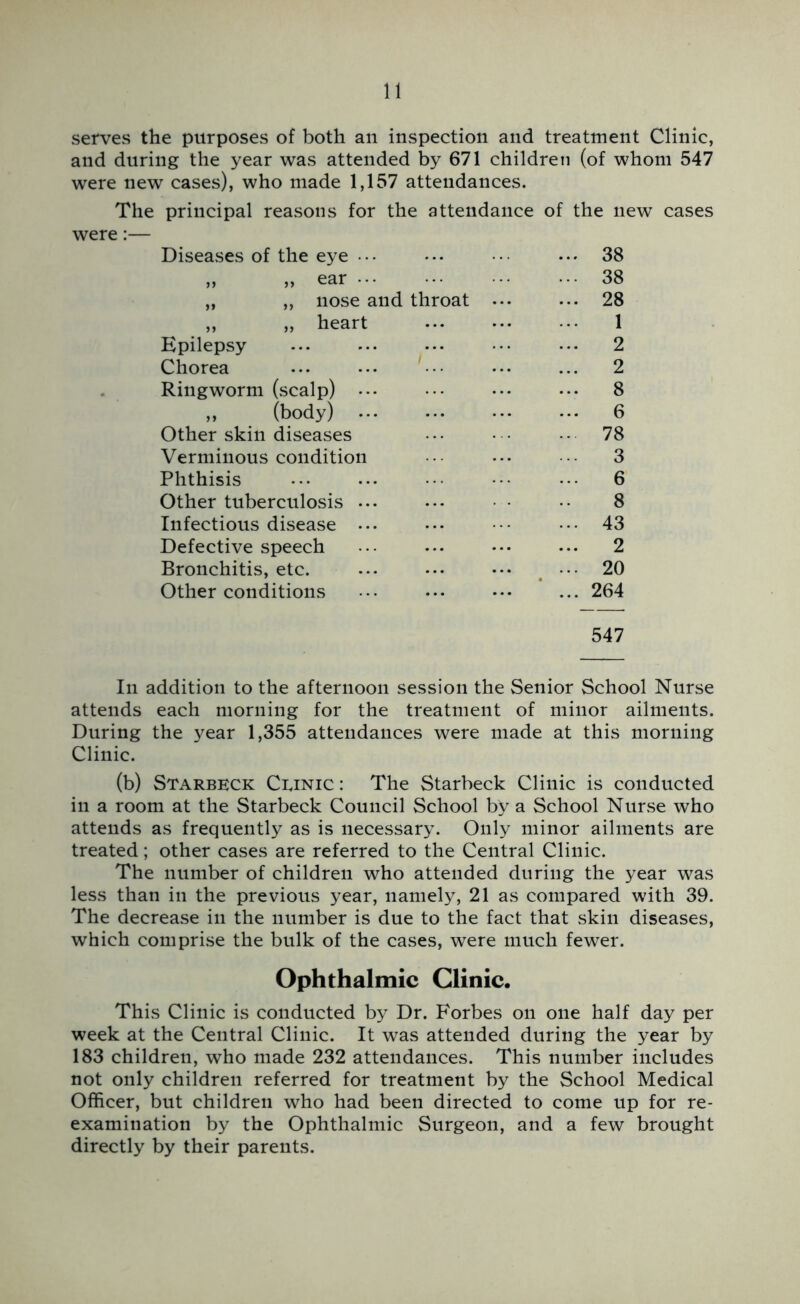 11
serves the purposes of both an inspection and treatment Clinic,
and during the year was attended by 671 children (of whom 547
were new cases), who made 1,157 attendances.
The principal reasons for the attendance of the new cases
were:—
Diseases of the eye ... ... ... ... 38
„ „ ear ... ... ... ... 38
„ „ nose and throat ... ... 28
„ „ heart ... ... ... 1
Epilepsy ... ... ... ... ... 2
Chorea ... ... ... ... ... 2
Ringworm (scalp) ... ... ... ... 8
„ (body) ... ... ... ... 6
Other skin diseases ... ... ... 78
Verminous condition ... ... ... 3
Phthisis ... ... ... ... ... 6
Other tuberculosis ... ... .. .. 8
Infectious disease ... ... ... ... 43
Defective speech ... ... ... ... 2
Bronchitis, etc. ... ... ... ... 20
Other conditions ... ... ... ... 264
547
In addition to the afternoon session the Senior School Nurse
attends each morning for the treatment of minor ailments.
During the year 1,355 attendances were made at this morning
Clinic.
(b) STARBECK CLINIC: The Starbeck Clinic is conducted
in a room at the Starbeck Council School by a School Nurse who
attends as frequently as is necessary. Only minor ailments are
treated; other cases are referred to the Central Clinic.
The number of children who attended during the year was
less than in the previous year, namely, 21 as compared with 39.
The decrease in the number is due to the fact that skin diseases,
which comprise the bulk of the cases, were much fewer.
Ophthalmic Clinic.
This Clinic is conducted by Dr. Forbes on one half day per
week at the Central Clinic. It was attended during the year by
183 children, who made 232 attendances. This number includes
not only children referred for treatment by the School Medical
Officer, but children who had been directed to come up for re-
examination by the Ophthalmic Surgeon, and a few brought
directly by their parents.